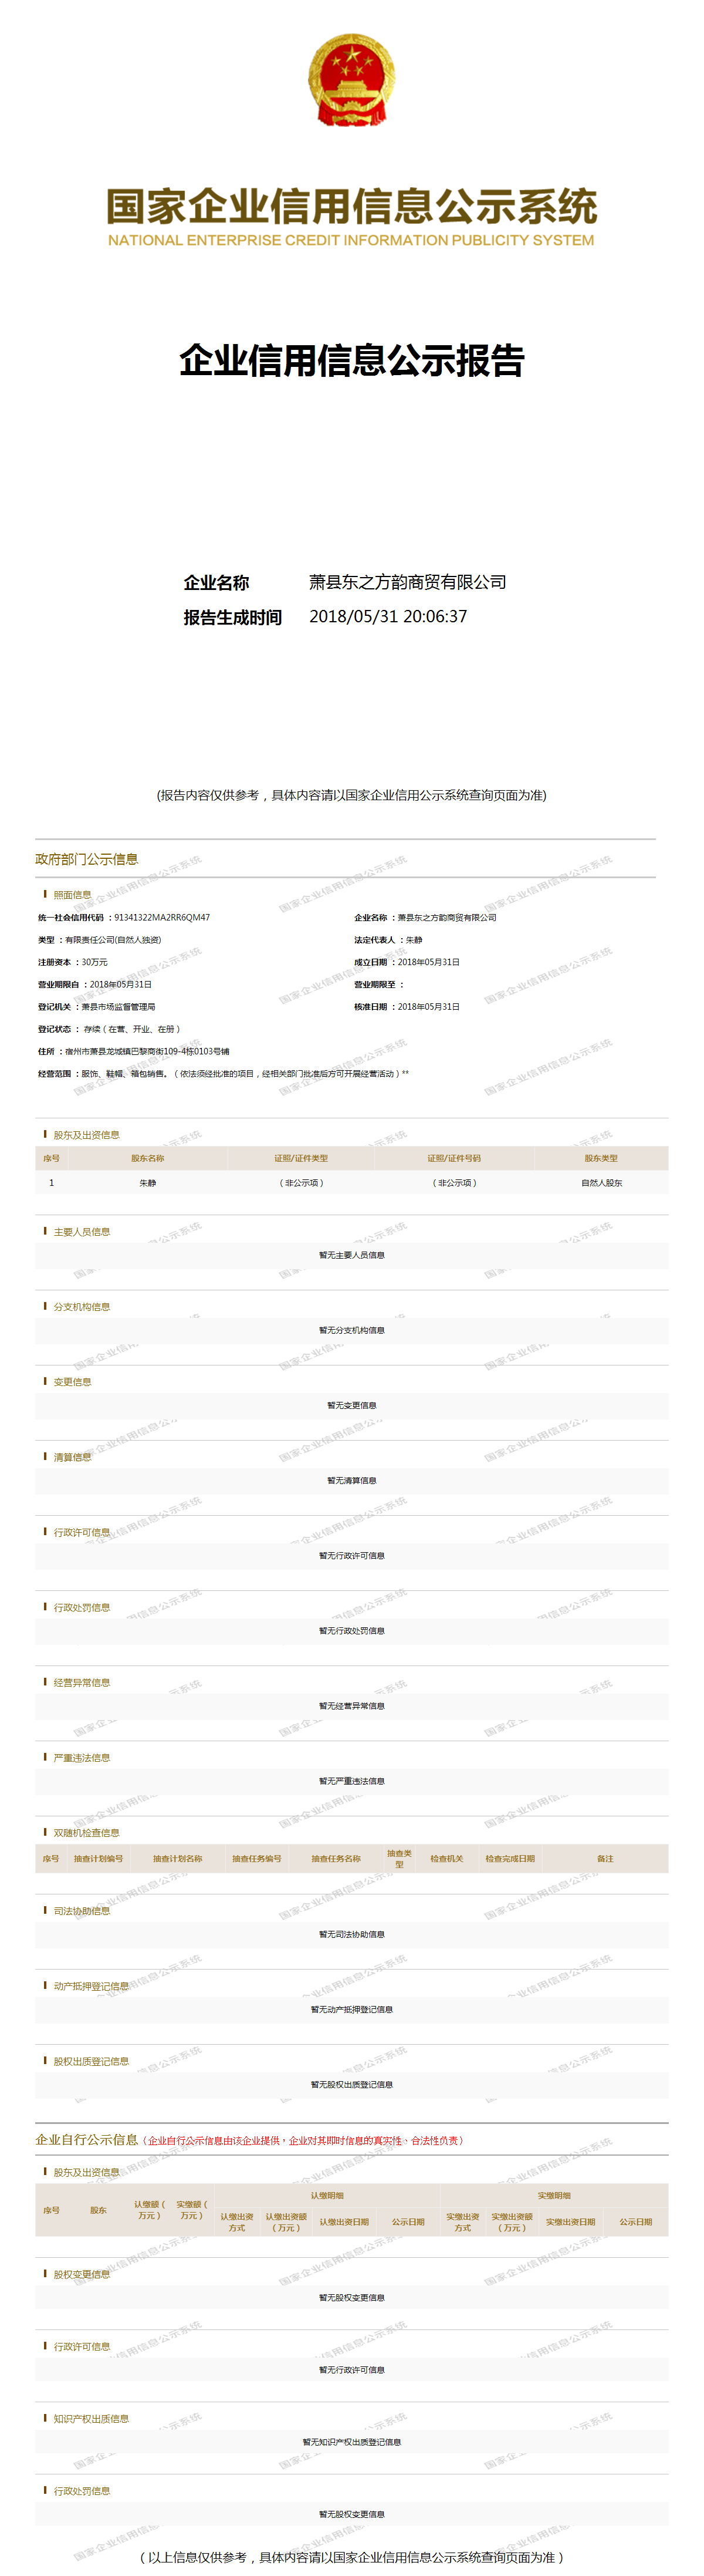 国家企业信用信息公示系统
NATIONAL ENTERPRISE CREDIT INFORMATION PUBLICITY SYSTEM
企业信用信息公示报告
企业名称 萧县东之方韵商贸有限公司
报告生成时间 2018/05/31 20:06:37
(报告内容仅供参考，具体内容请以国家企业信用公示系统查询页面为准)
政府部门公示信息
照面信息
统一社会信用代码 ：91341322MA2RR6QM47 企业名称 ：萧县东之方韵商贸有限公司
类型 ：有限责任公司(自然人独资) 法定代表人 ：朱静
注册资本 ：30万元 成立日期 ：2018年05月31日
营业期限自 ：2018年05月31日 营业期限至 ：
登记机关 ：萧县市场监督管理局 核准日期 ：2018年05月31日
登记状态 ： 存续（在营、开业、在册）
住所 ：宿州市萧县龙城镇巴黎商街109-4栋0103号铺
经营范围 ：服饰、鞋帽、箱包销售。（依法须经批准的项目，经相关部门批准后方可开展经营活动）**
股东及出资信息
序号 股东名称 证照/证件类型 证照/证件号码 股东类型
1 朱静 （非公示项） （非公示项） 自然人股东
主要人员信息
暂无主要人员信息
分支机构信息
暂无分支机构信息
变更信息
暂无变更信息
清算信息
暂无清算信息
行政许可信息
暂无行政许可信息
行政处罚信息
暂无行政处罚信息
经营异常信息
暂无经营异常信息
严重违法信息
暂无严重违法信息
双随机检查信息
序号 抽查计划编号 抽查计划名称 抽查任务编号 抽查任务名称 抽查类型 检查机关 检查完成日期 备注
司法协助信息
暂无司法协助信息
动产抵押登记信息
暂无动产抵押登记信息
股权出质登记信息
暂无股权出质登记信息
企业自行公示信息（企业自行公示信息由该企业提供，企业对其即时信息的真实性、合法性负责）
股东及出资信息
序号 股东 认缴额（万元） 实缴额（万元） 认缴明细 实缴明细
认缴出资方式 认缴出资额（万元） 认缴出资日期 公示日期 实缴出资方式 实缴出资额（万元） 实缴出资日期 公示日期
股权变更信息
暂无股权变更信息
行政许可信息
暂无行政许可信息
知识产权出质信息
暂无知识产权出质登记信息
行政处罚信息
暂无股权变更信息
（以上信息仅供参考，具体内容请以国家企业信用信息公示系统查询页面为准）